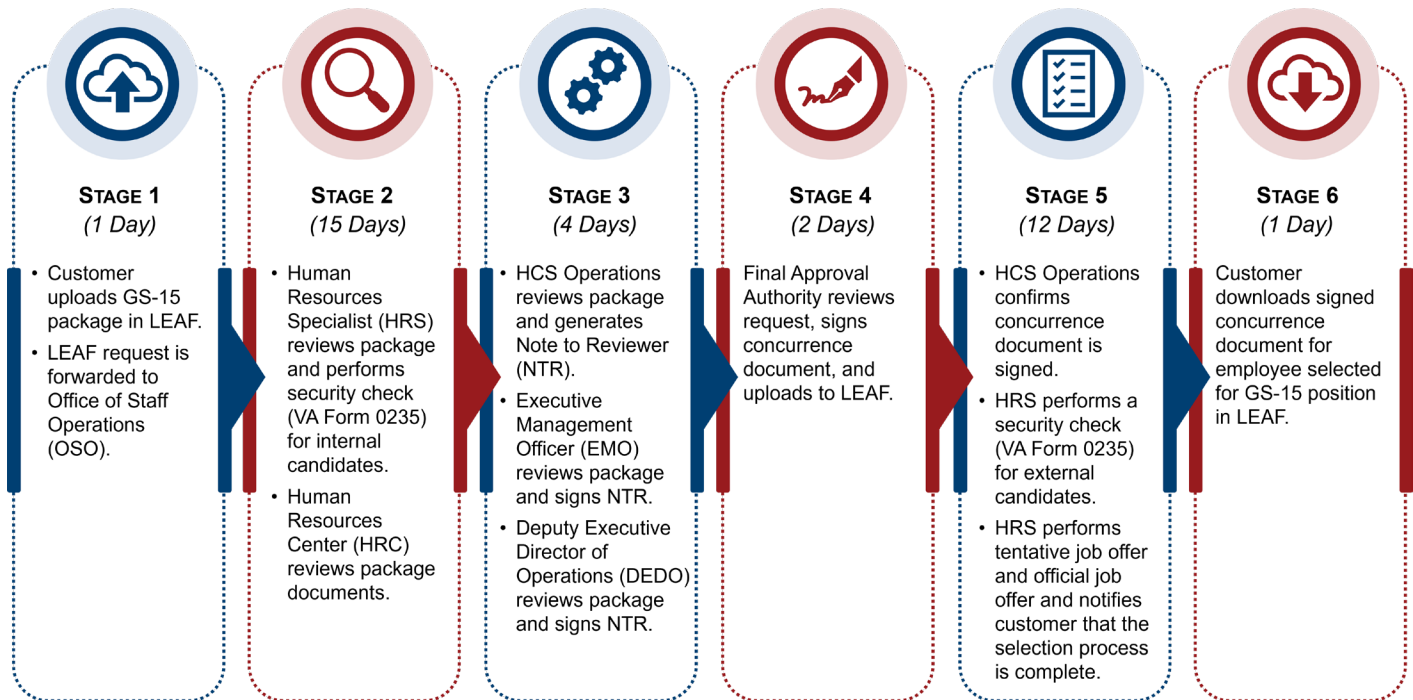 STAGE 1
(1 Day)
• Customer
uploads GS-15
package in LEAF.
• LEAF request is
forwarded to
Office of Staff
Operations
(OSO).
STAGE 2
(15 Days)
• Human
Resources
Specialist (HRS)
reviews package
and performs
security check
(VA Form 0235)
for internal
candidates.
• Human
Resources
Center (HRC)
reviews package
documents.
STAGE 3
(4 Days)
• HCS Operations
reviews package
and generates
Note to Reviewer
(NTR).
• Executive
Management
Officer (EMO)
reviews package
and signs NTR.
• Deputy Executive
Director of
Operations (DEDO)
reviews package
and signs NTR.
STAGE 4
(2 Days)
Final Approval
Authority reviews
request, signs
concurrence
document, and
uploads to LEAF.
STAGE 5
(12 Days)
• HCS Operations
confirms
concurrence
document is
signed.
• HRS performs a
security check
(VA Form 0235)
for external
candidates.
• HRS performs
tentative job offer
and official job
offer and notifies
customer that the
selection process
is complete.
STAGE 6
(1 Day)
Customer
downloads signed
concurrence
document for
employee selected
for GS-15 position
in LEAF.